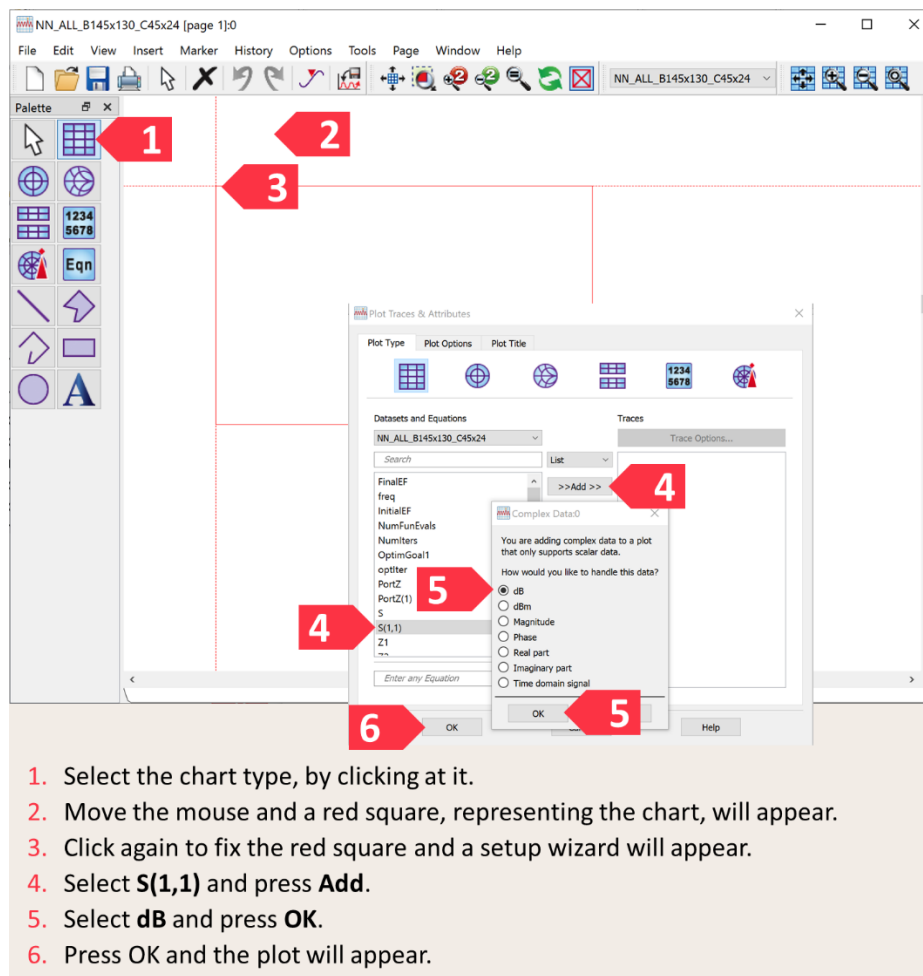 NN_ALL_B145x130_C45x24 [page 1]:0
File Edit View Insert Marker History Options Tools Page Window Help
NN_ALL_B145x130_C45x24
Palette
1
2
3
1234
5678
Eqn
A
Plot Traces & Attributes
Plot Type Plot Options Plot Title
1234
5678
Datasets and Equations
Traces
NN_ALL_B145x130_C45x24
Trace Options...
Search
List
>>Add >>
4
FinalEF
freq
InitialEF
NumFunEvals
NumIters
OptimGoal1
optIter
PortZ
PortZ(1)
S
4
S(1,1)
Z1
Enter any Equation
Complex Data:0
You are adding complex data to a plot
that only supports scalar data.
How would you like to handle this data?
5
dB
dBm
Magnitude
Phase
Real part
Imaginary part
Time domain signal
OK
5
6
OK
Help
1. Select the chart type, by clicking at it.
2. Move the mouse and a red square, representing the chart, will appear.
3. Click again to fix the red square and a setup wizard will appear.
4. Select S(1,1) and press Add.
5. Select dB and press OK.
6. Press OK and the plot will appear.